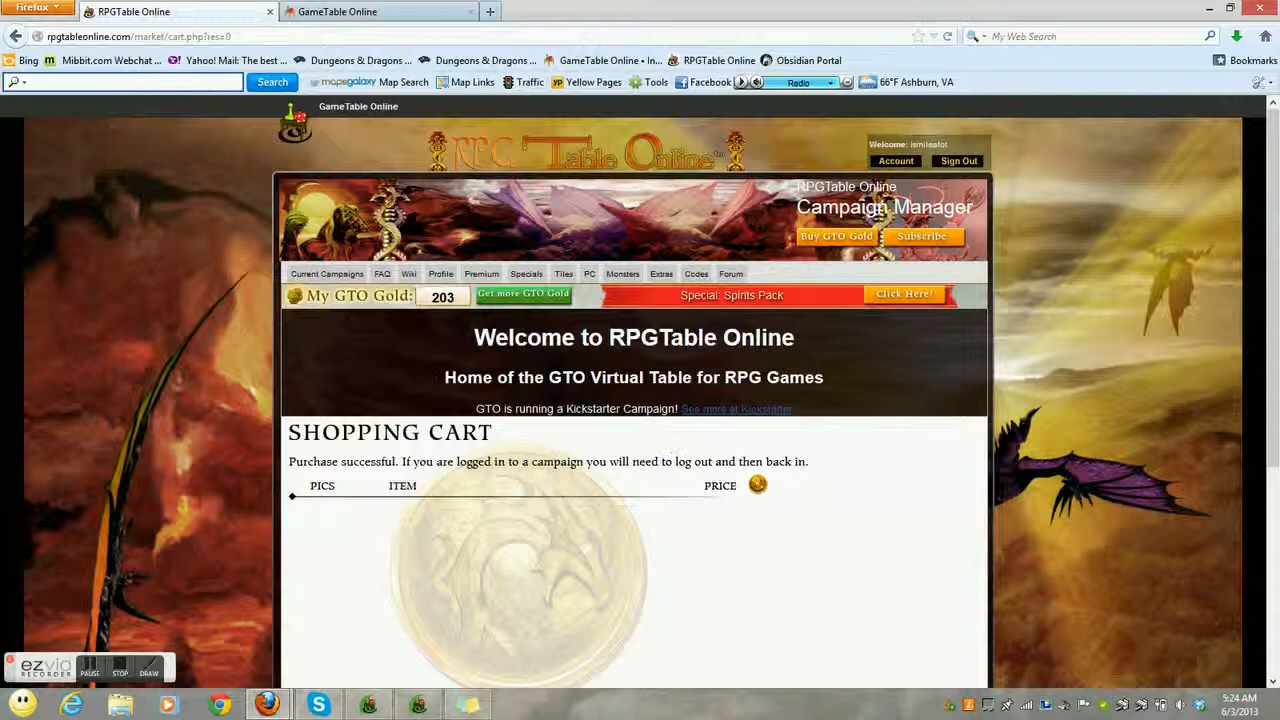 Firefox
RPGTable Online
GameTable Online
rpgtableonline.com/market/cart.php?res=0
My Web Search
Bing
Mibbit.com Webchat ...
Yahoo! Mail: The best ...
Dungeons & Dragons ...
Dungeons & Dragons ...
GameTable Online • In...
RPGTable Online
Obsidian Portal
Bookmarks
Search
mapsgalaxy
Map Search
Map Links
Traffic
Yellow Pages
Tools
Facebook
Radio
66°F Ashburn, VA
GameTable Online
RPG Table Online
Welcome: ismilealot
Account
Sign Out
RPGTable Online
Campaign Manager
Buy GTO Gold
Subscribe
Current Campaigns
FAQ
Wiki
Profile
Premium
Specials
Tiles
PC
Monsters
Extras
Codes
Forum
My GTO Gold:
203
Get more GTO Gold
Special: Spirits Pack
Click Here!
Welcome to RPGTable Online
Home of the GTO Virtual Table for RPG Games
GTO is running a Kickstarter Campaign! See more at Kickstarter
SHOPPING CART
Purchase successful. If you are logged in to a campaign you will need to log out and then back in.
PICS
ITEM
PRICE
ezvid
RECORDER
PAUSE
STOP
DRAW
5:24 AM
6/3/2013